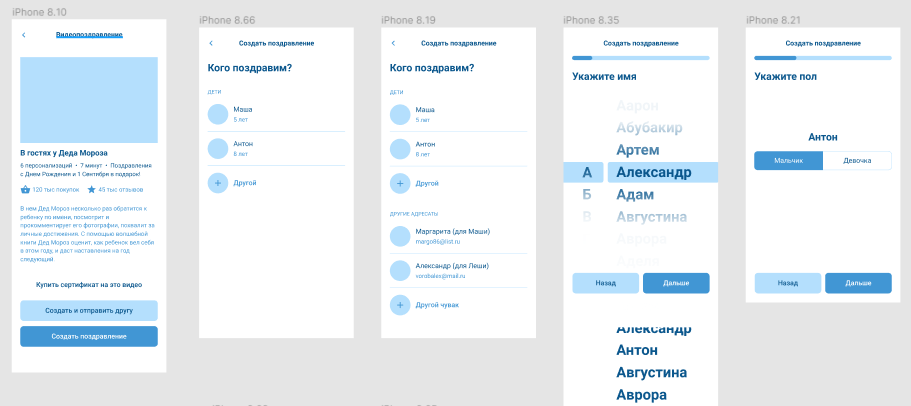 iPhone 8.10
Видеопоздравление
В гостях у Деда Мороза
6 персонализаций • 7 минут • Поздравления
с Днем Рождения и 1 Сентября в подарок!
120 тыс покупок
45 тыс отзывов
В нем Дед Мороз несколько раз обратится к
ребенку по имени, посмотрит и
прокомментирует его фотографии, похвалит за
личные достижения. С помощью волшебной
книги Дед Мороз оценит, как ребенок вел себя
в этом году, и даст наставления на год
следующий.
Купить сертификат на это видео
Создать и отправить другу
Создать поздравление
iPhone 8.66
Создать поздравление
Кого поздравим?
ДЕТИ
Маша
5 лет
Антон
8 лет
Другой
iPhone 8.19
Создать поздравление
Кого поздравим?
ДЕТИ
Маша
5 лет
Антон
8 лет
Другой
ДРУГИЕ АДРЕСАТЫ
Маргарита (для Маши)
margo86@list.ru
Александр (для Леши)
vorobalex@mail.ru
Другой чувак
iPhone 8.35
Создать поздравление
Укажите имя
Аарон
Абубакир
Артем
А
Александр
Б
Адам
В
Августина
Аврора
Назад
Дальше
Александр
Антон
Августина
Аврора
iPhone 8.21
Создать поздравление
Укажите пол
Антон
Мальчик
Девочка
Назад
Дальше